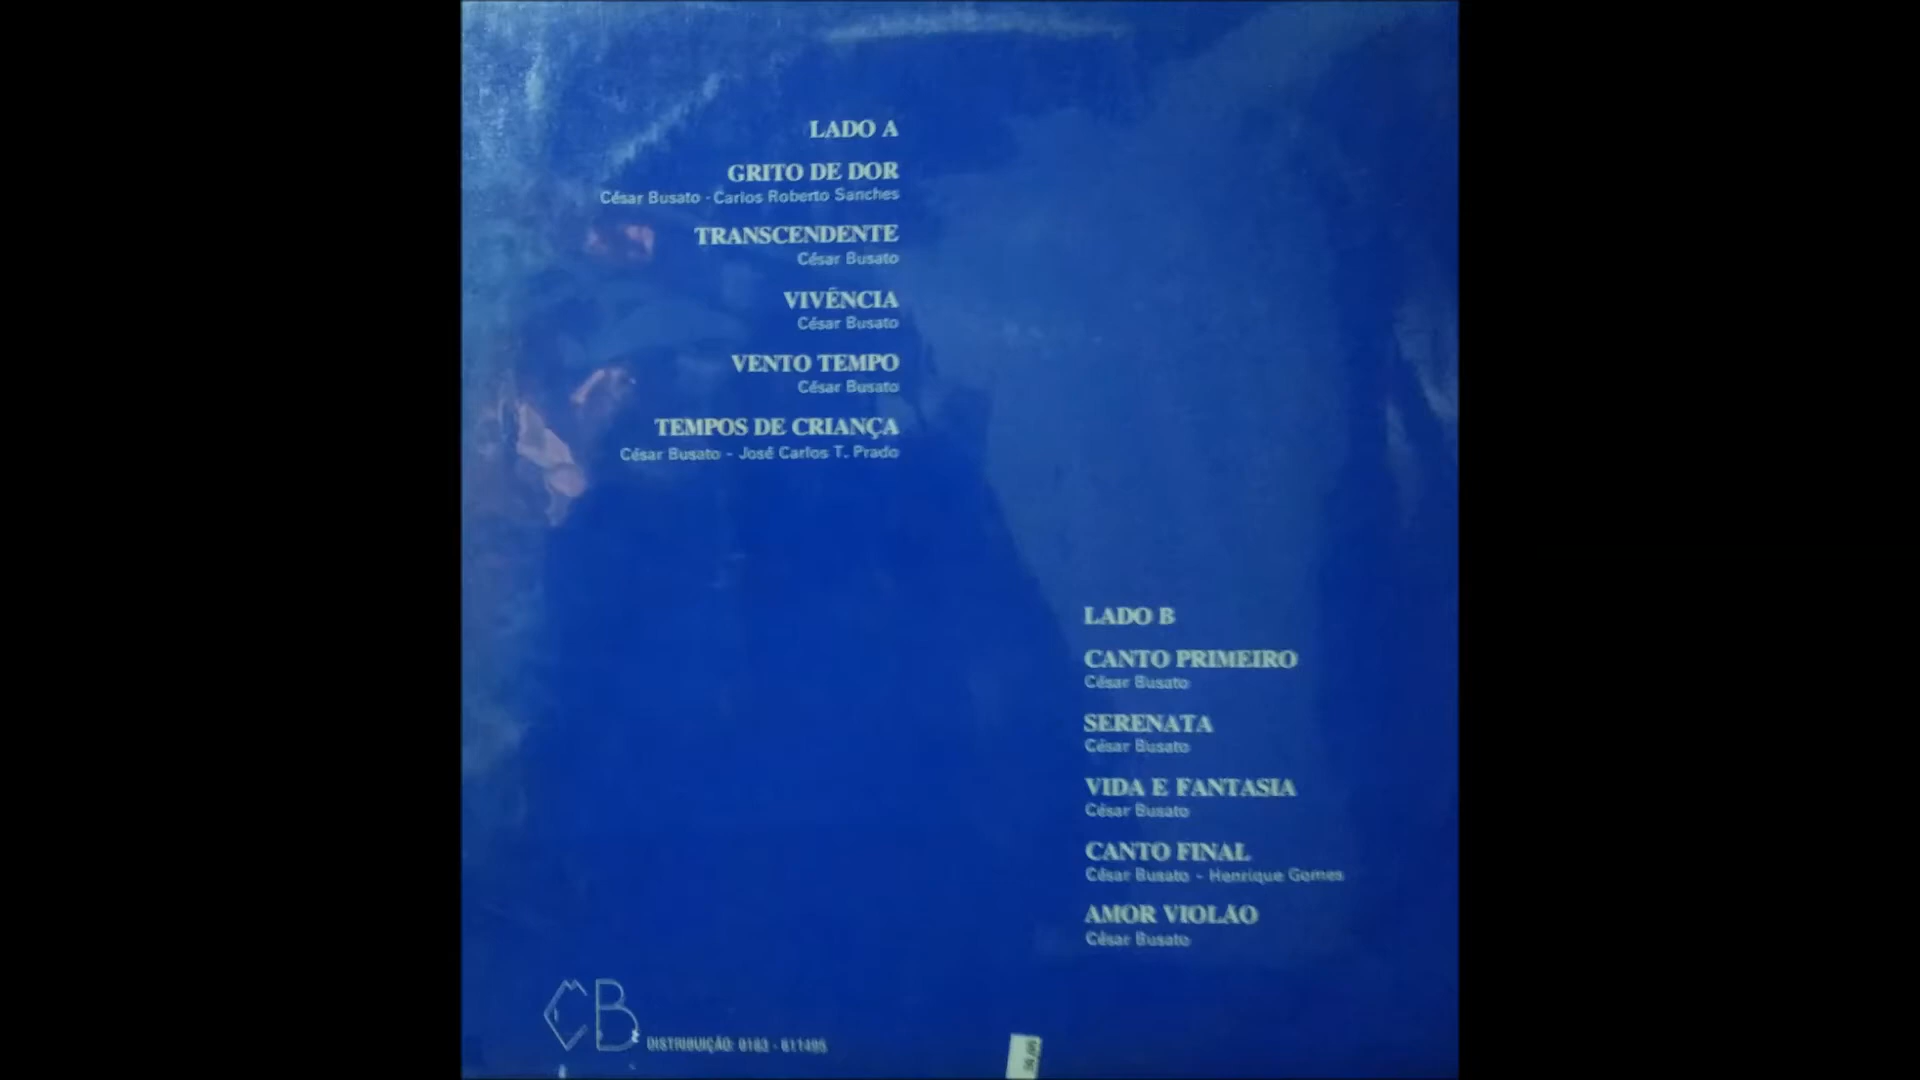 LADO A
GRITO DE DOR
César Busato - Carlos Roberto Sanches
TRANSCENDENTE
César Busato
VIVÊNCIA
César Busato
VENTO TEMPO
César Busato
TEMPOS DE CRIANÇA
César Busato - José Carlos T. Prado
LADO B
CANTO PRIMEIRO
César Busato
SERENATA
César Busato
VIDA E FANTASIA
César Busato
CANTO FINAL
César Busato - Henrique Gomes
AMOR VIOLÃO
César Busato
CB
DISTRIBUIÇÃO: 0183 - 611495